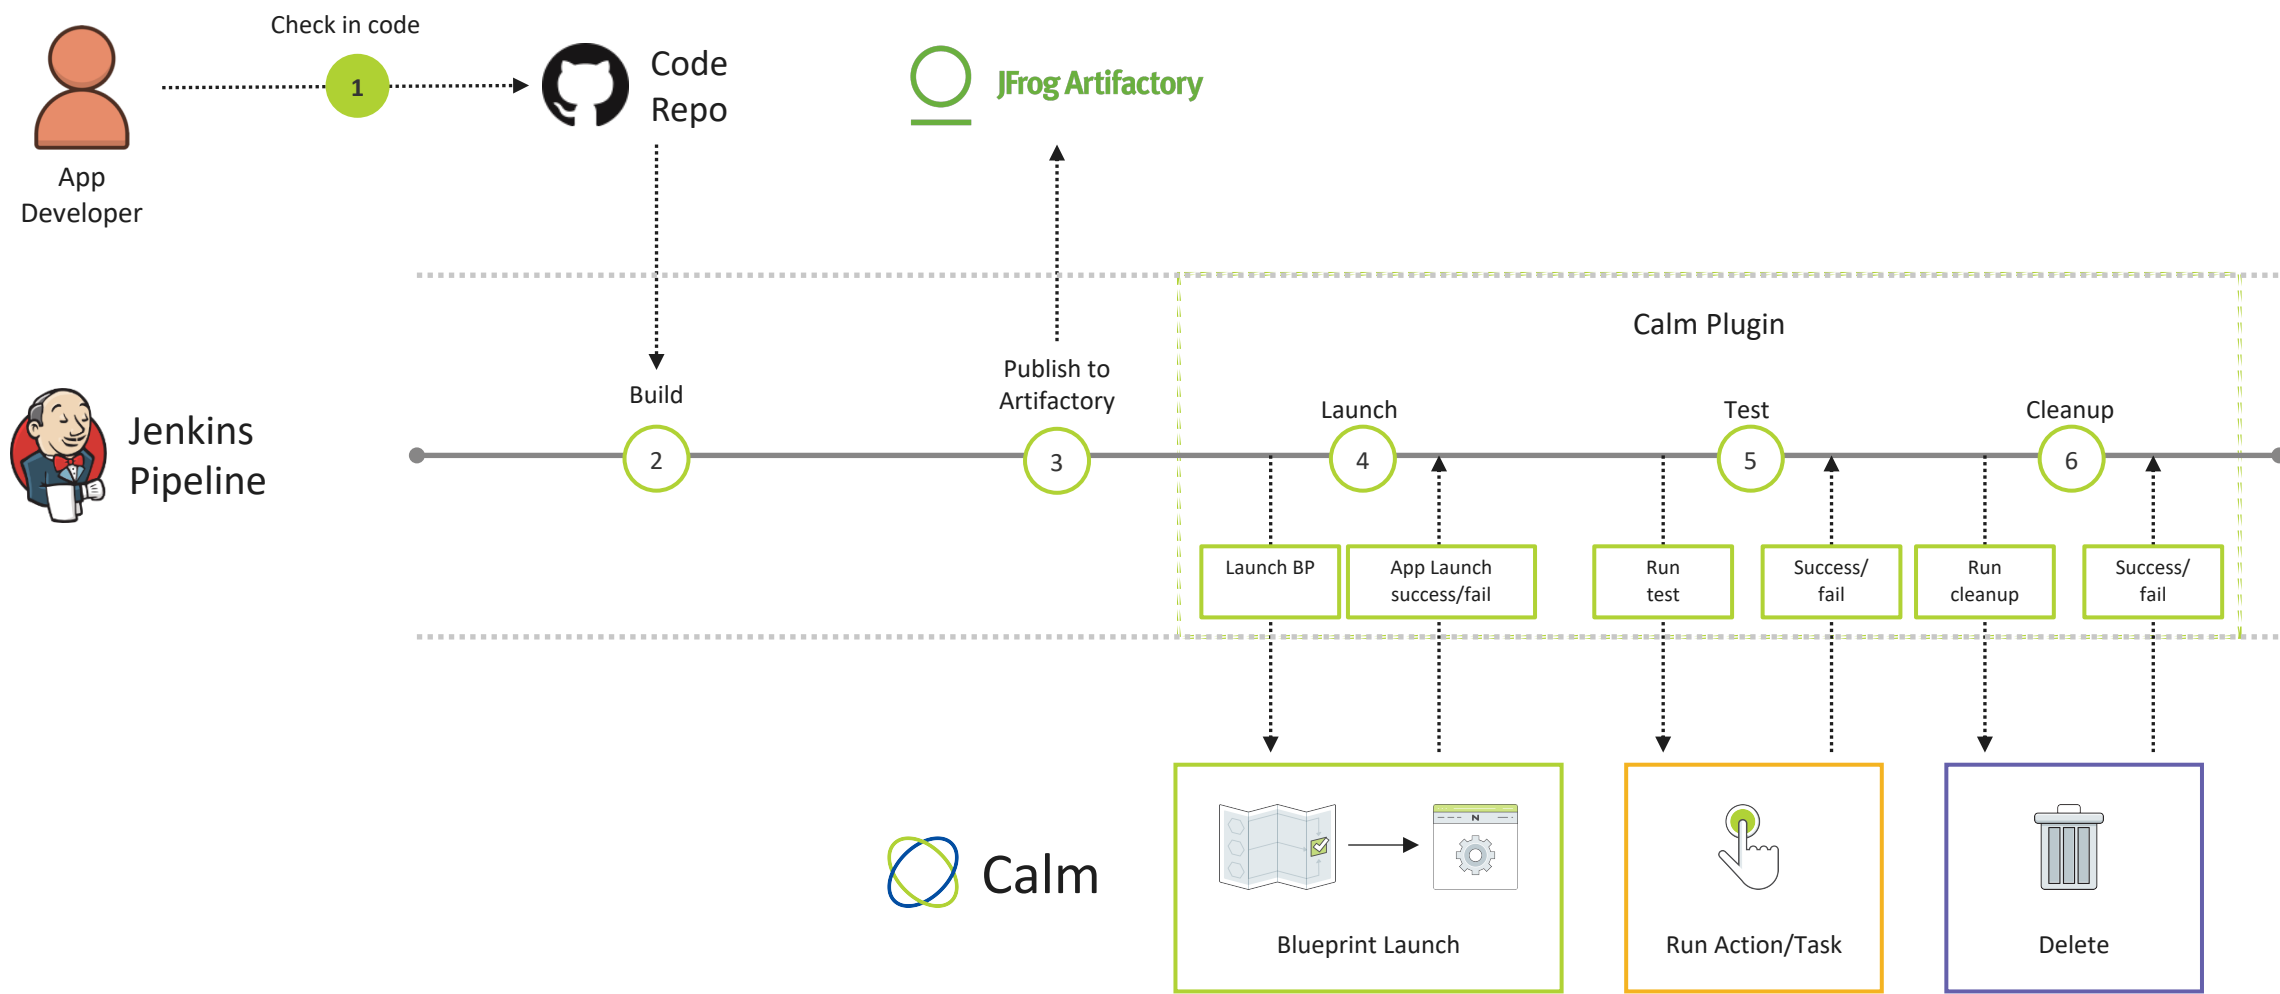 Check in code
1
Code
Repo
JFrog Artifactory
App
Developer
Calm Plugin
Publish to
Artifactory
Build
Launch
Test
Cleanup
Jenkins
Pipeline
2
3
4
5
6
Launch BP
App Launch
success/fail
Run
test
Success/
fail
Run
cleanup
Success/
fail
N
Calm
Blueprint Launch
Run Action/Task
Delete